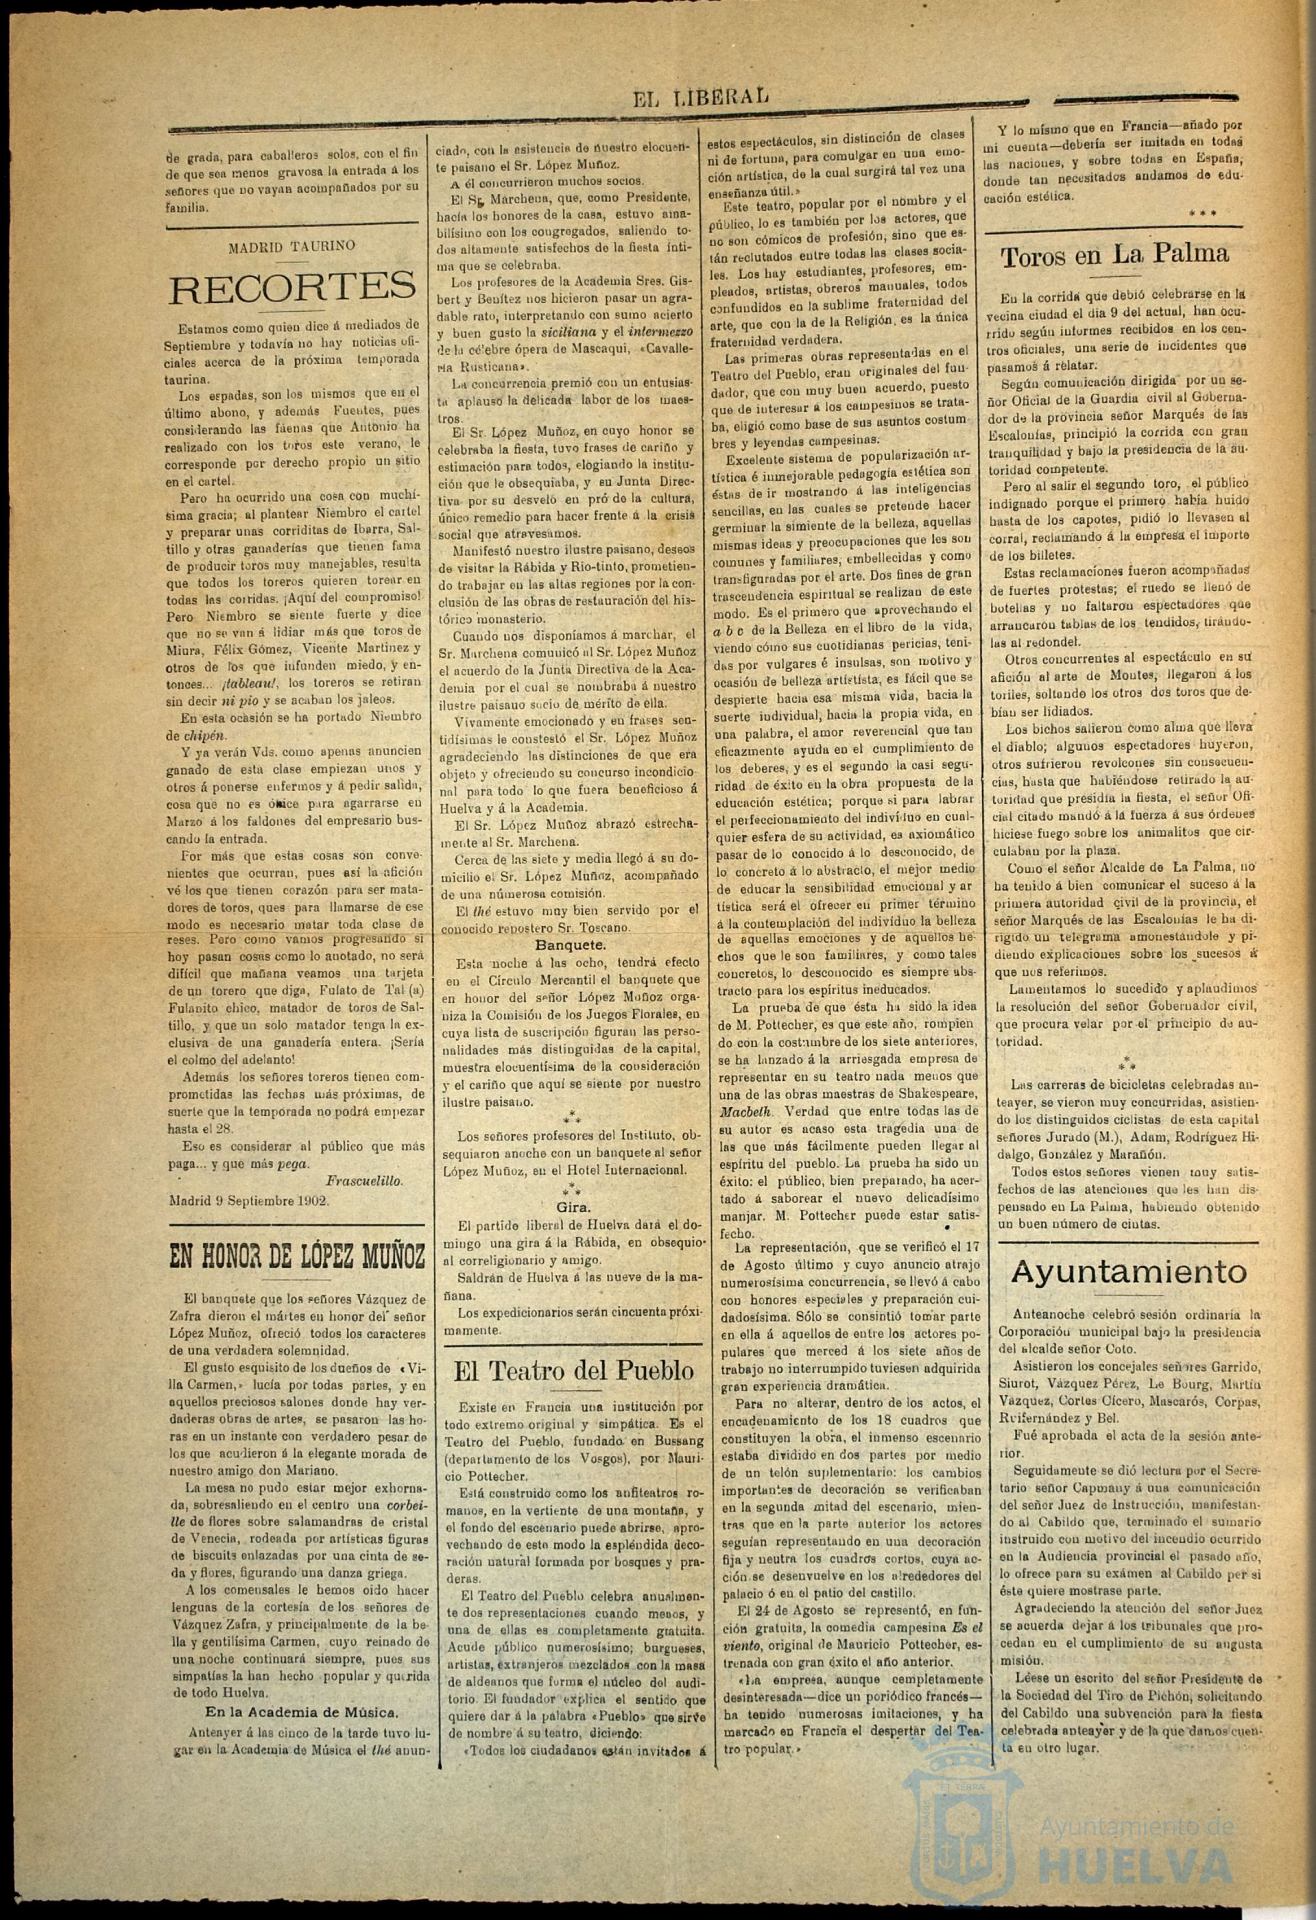 EL LIBERAL
de grada, para caballeros solos, con el fin
de que sea menos gravosa la entrada á los
señores que no vayan acompañados por su
familia.
MADRID TAURINO
RECORTES
Estamos como quien dice á mediados de
Septiembre y todavía no hay noticias ofi-
ciales acerca de la próxima temporada
taurina.
Los espadas, son los mismos que en el
último abono, y además Fuentes, pues
considerando las faenas que Antonio ha
realizado con los toros este verano, le
corresponde por derecho propio un sitio
en el cartel.
Pero ha ocurrido una cosa con muchí-
sima gracia; al plantear Niembro el cartel
y preparar unas corriditas de Ibarra, Sal-
tillo y otras ganaderías que tienen fama
de producir toros muy manejables, resulta
que todos los toreros quieren torear en
todas las corridas. ¡Aquí del compromiso!
Pero Niembro se siente fuerte y dice
que no se van á lidiar más que toros de
Miura, Félix Gómez, Vicente Martinez y
otros de los que infunden miedo, y en-
tonces... ¡tableau!, los toreros se retiran
sin decir ni pío y se acaban los jaleos.
En esta ocasión se ha portado Niembro
de chipén.
Y ya verán Vds. como apenas anuncien
ganado de esta clase empiezan unos y
otros á ponerse enfermos y á pedir salida,
cosa que no es óbice para agarrarse en
Marzo á los faldones del empresario bus-
cando la entrada.
Por más que estas cosas son conve-
nientes que ocurran, pues así la afición
vé los que tienen corazón para ser mata-
dores de toros, ques para llamarse de ese
modo es necesario matar toda clase de
reses. Pero como vamos progresando si
hoy pasan cosas como lo anotado, no será
difícil que mañana veamos una tarjeta
de un torero que diga, Fulato de Tal (a)
Fulanito chico, matador de toros de Sal-
tillo, y que un solo matador tenga la ex-
clusiva de una ganadería entera. ¡Sería
el colmo del adelanto!
Además los señores toreros tienen com-
prometidas las fechas más próximas, de
suerte que la temporada no podrá empezar
hasta el 28.
Eso es considerar al público que más
paga... y que más pega.
Frascuelillo.
Madrid 9 Septiembre 1902.
EN HONOR DE LÓPEZ MUÑOZ
El banquete que los señores Vázquez de
Zafra dieron el mártes en honor del señor
López Muñoz, ofreció todos los caracteres
de una verdadera solemnidad.
El gusto esquisito de los dueños de «Vi-
lla Carmen,» lucía por todas partes, y en
aquellos preciosos salones donde hay ver-
daderas obras de artes, se pasaron las ho-
ras en un instante con verdadero pesar de
los que acudieron á la elegante morada de
nuestro amigo don Mariano.
La mesa no pudo estar mejor exhorna-
da, sobresaliendo en el centro una corbei-
lle de flores sobre salamandras de cristal
de Venecia, rodeada por artísticas figuras
de biscuits enlazadas por una cinta de se-
da y flores, figurando una danza griega.
A los comensales le hemos oido hacer
lenguas de la cortesía de los señores de
Vázquez Zafra, y principalmente de la be-
lla y gentilísima Carmen, cuyo reinado de
una noche continuará siempre, pues sus
simpatías la han hecho popular y querida
de todo Huelva.
En la Academia de Música.
Anteayer á las cinco de la tarde tuvo lu-
gar en la Academia de Música el thé anun-
ciado, con la asistencia de nuestro elocuen-
te paisano el Sr. López Muñoz.
A él concurrieron muchos socios.
El Sr. Marchena, que, como Presidente,
hacía los honores de la casa, estuvo ama-
bilísimo con los congregados, saliendo to-
dos altamente satisfechos de la fiesta ínti-
ma que se celebraba.
Los profesores de la Academia Sres. Gis-
bert y Benítez nos hicieron pasar un agra-
dable rato, interpretando con sumo acierto
y buen gusto la siciliana y el intermezzo
de la célebre ópera de Mascaqui, «Cavalle-
ria Rusticana».
La concurrencia premió con un entusias-
ta aplauso la delicada labor de los maes-
tros.
El Sr. López Muñoz, en cuyo honor se
celebraba la fiesta, tuvo frases de cariño y
estimación para todos, elogiando la institu-
ción que le obsequiaba, y su Junta Direc-
tiva por su desvelo en pró de la cultura,
único remedio para hacer frente á la crisis
social que atravesamos.
Manifestó nuestro ilustre paisano, deseos
de visitar la Rábida y Rio-tinto, prometien-
do trabajar en las altas regiones por la con-
clusión de las obras de restauración del his-
tórico monasterio.
Cuando nos disponíamos á marchar, el
Sr. Marchena comunicó al Sr. López Muñoz
el acuerdo de la Junta Directiva de la Aca-
demia por el cual se nombraba á nuestro
ilustre paisano socio de mérito de ella.
Vivamente emocionado y en frases sen-
tidísimas le constestó el Sr. López Muñoz
agradeciendo las distinciones de que era
objeto y ofreciendo su concurso incondicio
nal para todo lo que fuera beneficioso á
Huelva y á la Academia.
El Sr. López Muñoz abrazó estrecha-
mente al Sr. Marchena.
Cerca de las siete y media llegó á su do-
micilio el Sr. López Muñoz, acompañado
de una númerosa comisión.
El thé estuvo muy bien servido por el
conocido repostero Sr. Toscano.
Banquete.
Esta noche á las ocho, tendrá efecto
en el Círculo Mercantil el banquete que
en honor del señor López Muñoz orga-
niza la Comisión de los Juegos Florales, en
cuya lista de suscripción figuran las perso-
nalidades más distinguidas de la capital,
muestra elocuentísima de la consideración
y el cariño que aquí se siente por nuestro
ilustre paisano.
* * *
Los señores profesores del Instituto, ob-
sequiaron anoche con un banquete al señor
López Muñoz, en el Hotel Internacional.
* * *
Gira.
El partido liberal de Huelva dará el do-
mingo una gira á la Rábida, en obsequio
al correligionario y amigo.
Saldrán de Huelva á las nueve de la ma-
ñana.
Los expedicionarios serán cincuenta próxi-
mamente.
El Teatro del Pueblo
Existe en Francia una institución por
todo extremo original y simpática. Es el
Teatro del Pueblo, fundado en Bussang
(departamento de los Vosgos), por Mauri-
cio Pottecher.
Está construido como los anfiteatros ro-
manos, en la vertiente de una montaña, y
el fondo del escenario puede abrirse, apro-
vechando de este modo la espléndida deco-
ración natural formada por bosques y pra-
deras.
El Teatro del Pueblo celebra anualmen-
te dos representaciones cuando menos, y
una de ellas es completamente gratuita.
Acude público numerosísimo; burgueses,
artistas, extranjeros mezclados con la masa
de aldeanos que forma el núcleo del audi-
torio. El fundador explica el sentido que
quiere dar á la palabra «Pueblo» que sirve
de nombre á su teatro, diciendo:
«Todos los ciudadanos están invitados á
estos espectáculos, sin distinción de clases
ni de fortuna, para comulgar en una emo-
ción artística, de la cual surgirá tal vez una
enseñanza útil.»
Este teatro, popular por el nombre y el
público, lo es también por los actores, que
no son cómicos de profesión, sino que es-
tán reclutados entre todas las clases socia-
les. Los hay estudiantes, profesores, em-
pleados, artistas, obreros manuales, todos
confundidos en la sublime fraternidad del
arte, que con la de la Religión, es la única
fraternidad verdadera.
Las primeras obras representadas en el
Teatro del Pueblo, eran originales del fun-
dador, que con muy buen acuerdo, puesto
que de interesar á los campesinos se trata-
ba, eligió como base de sus asuntos costum
bres y leyendas campesinas.
Excelente sistema de popularización ar-
tística é inmejorable pedagogía estética son
éstas de ir mostrando á las inteligencias
sencillas, en las cuales se pretende hacer
germinar la simiente de la belleza, aquellas
mismas ideas y preocupaciones que les son
comunes y familiares, embellecidas y como
transfiguradas por el arte. Dos fines de gran
trascendencia espiritual se realizan de este
modo. Es el primero que aprovechando el
a b c de la Belleza en el libro de la vida,
viendo cómo sus cuotidianas pericias, teni-
das por vulgares é insulsas, son motivo y
ocasión de belleza artístista, es fácil que se
despierte hacia esa misma vida, hacia la
suerte individual, hacia la propia vida, en
una palabra, el amor reverencial que tan
eficazmente ayuda en el cumplimiento de
los deberes, y es el segundo la casi segu-
ridad de éxito en la obra propuesta de la
educación estética; porque si para labrar
el perfeccionamiento del indivíduo en cual-
quier esfera de su actividad, es axiomático
pasar de lo conocido á lo desconocido, de
lo concreto á lo abstracto, el mejor medio
de educar la sensibilidad emocional y ar
tística será el ofrecer en primer término
á la contemplación del indivíduo la belleza
de aquellas emociones y de aquellos he-
chos que le son familiares, y como tales
concretos, lo desconocido es siempre abs-
tracto para los espíritus ineducados.
La prueba de que ésta ha sido la idea
de M. Pottecher, es que este año, rompien
do con la costumbre de los siete anteriores,
se ha lanzado á la arriesgada empresa de
representar en su teatro nada menos que
una de las obras maestras de Shakespeare,
Macbeth. Verdad que entre todas las de
su autor es acaso esta tragedia una de
las que más fácilmente pueden llegar al
espíritu del pueblo. La prueba ha sido un
éxito: el público, bien preparado, ha acer-
tado á saborear el nuevo delicadísimo
manjar. M. Pottecher puede estar satis-
fecho.
La representación, que se verificó el 17
de Agosto último y cuyo anuncio atrajo
numerosísima concurrencia, se llevó á cabo
con honores especiales y preparación cui-
dadosísima. Sólo se consintió tomar parte
en ella á aquellos de entre los actores po-
pulares que merced á los siete años de
trabajo no interrumpido tuviesen adquirida
gran experiencia dramática.
Para no alterar, dentro de los actos, el
encadenamiento de los 18 cuadros que
constituyen la obra, el inmenso escenario
estaba dividido en dos partes por medio
de un telón suplementario: los cambios
importantes de decoración se verificaban
en la segunda mitad del escenario, mien-
tras que en la parte anterior los actores
seguían representando en una decoración
fija y neutra los cuadros cortos, cuya ac-
ción se desenvuelve en los alrededores del
palacio ó en el patio del castillo.
El 24 de Agosto se representó, en fun-
ción gratuita, la comedia campesina Es el
viento, original de Mauricio Pottecher, es-
trenada con gran éxito el año anterior.
«La empresa, aunque completamente
desinteresada—dice un periódico francés—
ha tenido numerosas imitaciones, y ha
marcado en Francia el despertar del Tea-
tro popular.»
Y lo mismo que en Francia—añado por
mi cuenta—debería ser imitada en todas
las naciones, y sobre todas en España,
donde tan necesitados andamos de edu-
cación estética.
* * *
Toros en La Palma
En la corrida que debió celebrarse en la
vecina ciudad el dia 9 del actual, han ocu-
rrido según informes recibidos en los cen-
tros oficiales, una serie de incidentes que
pasamos á relatar.
Según comunicación dirigida por un se-
ñor Oficial de la Guardia civil al Goberna-
dor de la provincia señor Marqués de las
Escalonías, principió la corrida con gran
tranquilidad y bajo la presidencia de la au-
toridad competente.
Pero al salir el segundo toro, el público
indignado porque el primero había huido
hasta de los capotes, pidió lo llevasen al
corral, reclamando á la empresa el importe
de los billetes.
Estas reclamaciones fueron acompañadas
de fuertes protestas; el ruedo se llenó de
botellas y no faltaron espectadores que
arrancaron tablas de los tendidos, tirándo-
las al redondel.
Otros concurrentes al espectáculo en su
afición al arte de Montes, llegaron á los
toriles, soltando los otros dos toros que de-
bían ser lidiados.
Los bichos salieron como alma que lleva
el diablo; algunos espectadores huyeron,
otros sufrieron revolcones sin consecuen-
cias, hasta que habiéndose retirado la au-
toridad que presidía la fiesta, el señor Ofi-
cial citado mandó á la fuerza á sus órdenes
hiciese fuego sobre los animalitos que cir-
culaban por la plaza.
Como el señor Alcalde de La Palma, no
ha tenido á bien comunicar el suceso á la
primera autoridad civil de la provincia, el
señor Marqués de las Escalonías le ha di-
rigido un telegrama amonestándole y pi-
diendo explicaciones sobre los sucesos á
que nos referimos.
Lamentamos lo sucedido y aplaudimos
la resolución del señor Gobernador civil,
que procura velar por el principio de au-
toridad.
* * *
Las carreras de bicicletas celebradas an-
teayer, se vieron muy concurridas, asistien-
do los distinguidos ciclistas de esta capital
señores Jurado (M.), Adam, Rodríguez Hi-
dalgo, González y Marañón.
Todos estos señores vienen muy satis-
fechos de las atenciones que les han dis-
pensado en La Palma, habiendo obtenido
un buen número de cintas.
Ayuntamiento
Anteanoche celebró sesión ordinaria la
Corporación municipal bajo la presidencia
del alcalde señor Coto.
Asistieron los concejales señores Garrido,
Siurot, Vázquez Pérez, Le Bourg, Martín
Vázquez, Cortes Cícero, Mascarós, Corpas,
Rvifernández y Bel.
Fué aprobada el acta de la sesión ante-
rior.
Seguidamente se dió lectura por el Secre-
tario señor Capmany á una comunicación
del señor Juez de Instrucción, manifestan-
do al Cabildo que, terminado el sumario
instruido con motivo del incendio ocurrido
en la Audiencia provincial el pasado año,
lo ofrece para su exámen al Cabildo per si
éste quiere mostrase parte.
Agradeciendo la atención del señor Juez
se acuerda dejar á los tribunales que pro-
cedan en el cumplimiento de su augusta
misión.
Léese un escrito del señor Presidente de
la Sociedad del Tiro de Pichón, solicitando
del Cabildo una subvención para la fiesta
celebrada anteayer y de la que damos cuen-
ta en otro lugar.
Ayuntamiento de
HUELVA